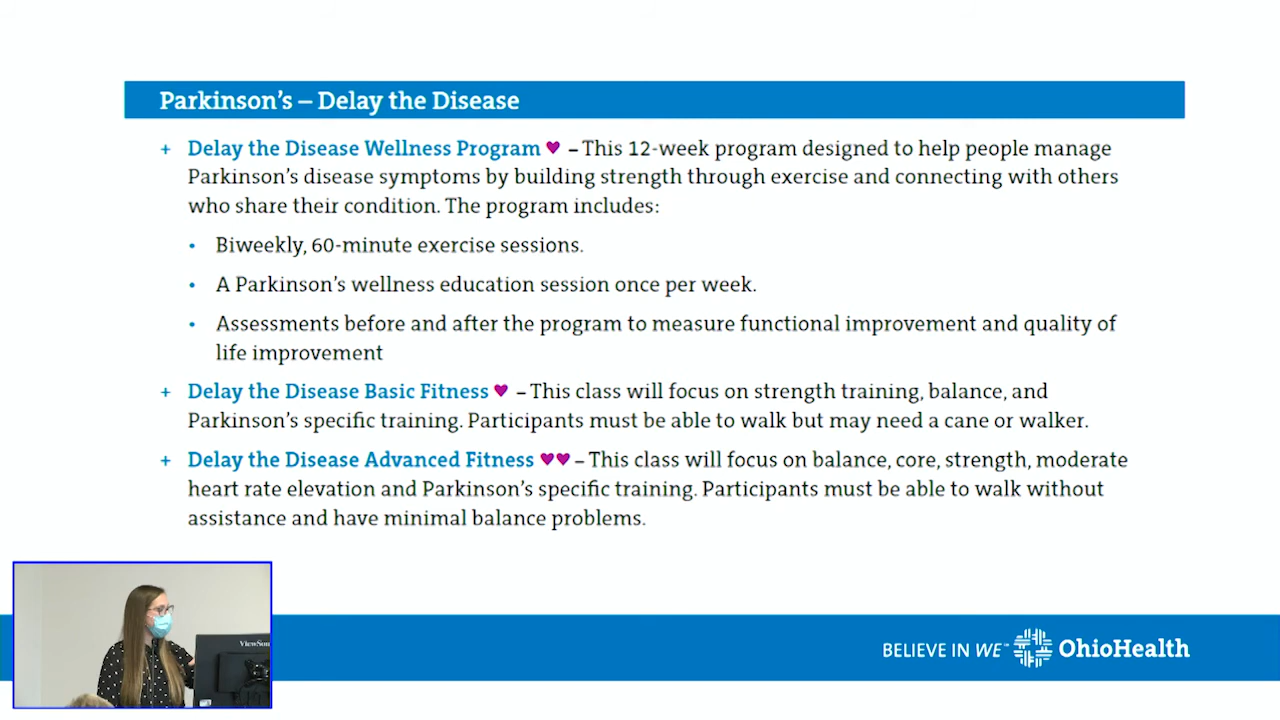 Parkinson's – Delay the Disease
+ Delay the Disease Wellness Program ♥ – This 12-week program designed to help people manage
Parkinson's disease symptoms by building strength through exercise and connecting with others
who share their condition. The program includes:
• Biweekly, 60-minute exercise sessions.
• A Parkinson's wellness education session once per week.
• Assessments before and after the program to measure functional improvement and quality of
life improvement
+ Delay the Disease Basic Fitness ♥ – This class will focus on strength training, balance, and
Parkinson's specific training. Participants must be able to walk but may need a cane or walker.
+ Delay the Disease Advanced Fitness ♥♥ – This class will focus on balance, core, strength, moderate
heart rate elevation and Parkinson's specific training. Participants must be able to walk without
assistance and have minimal balance problems.
BELIEVE IN WE™ OhioHealth